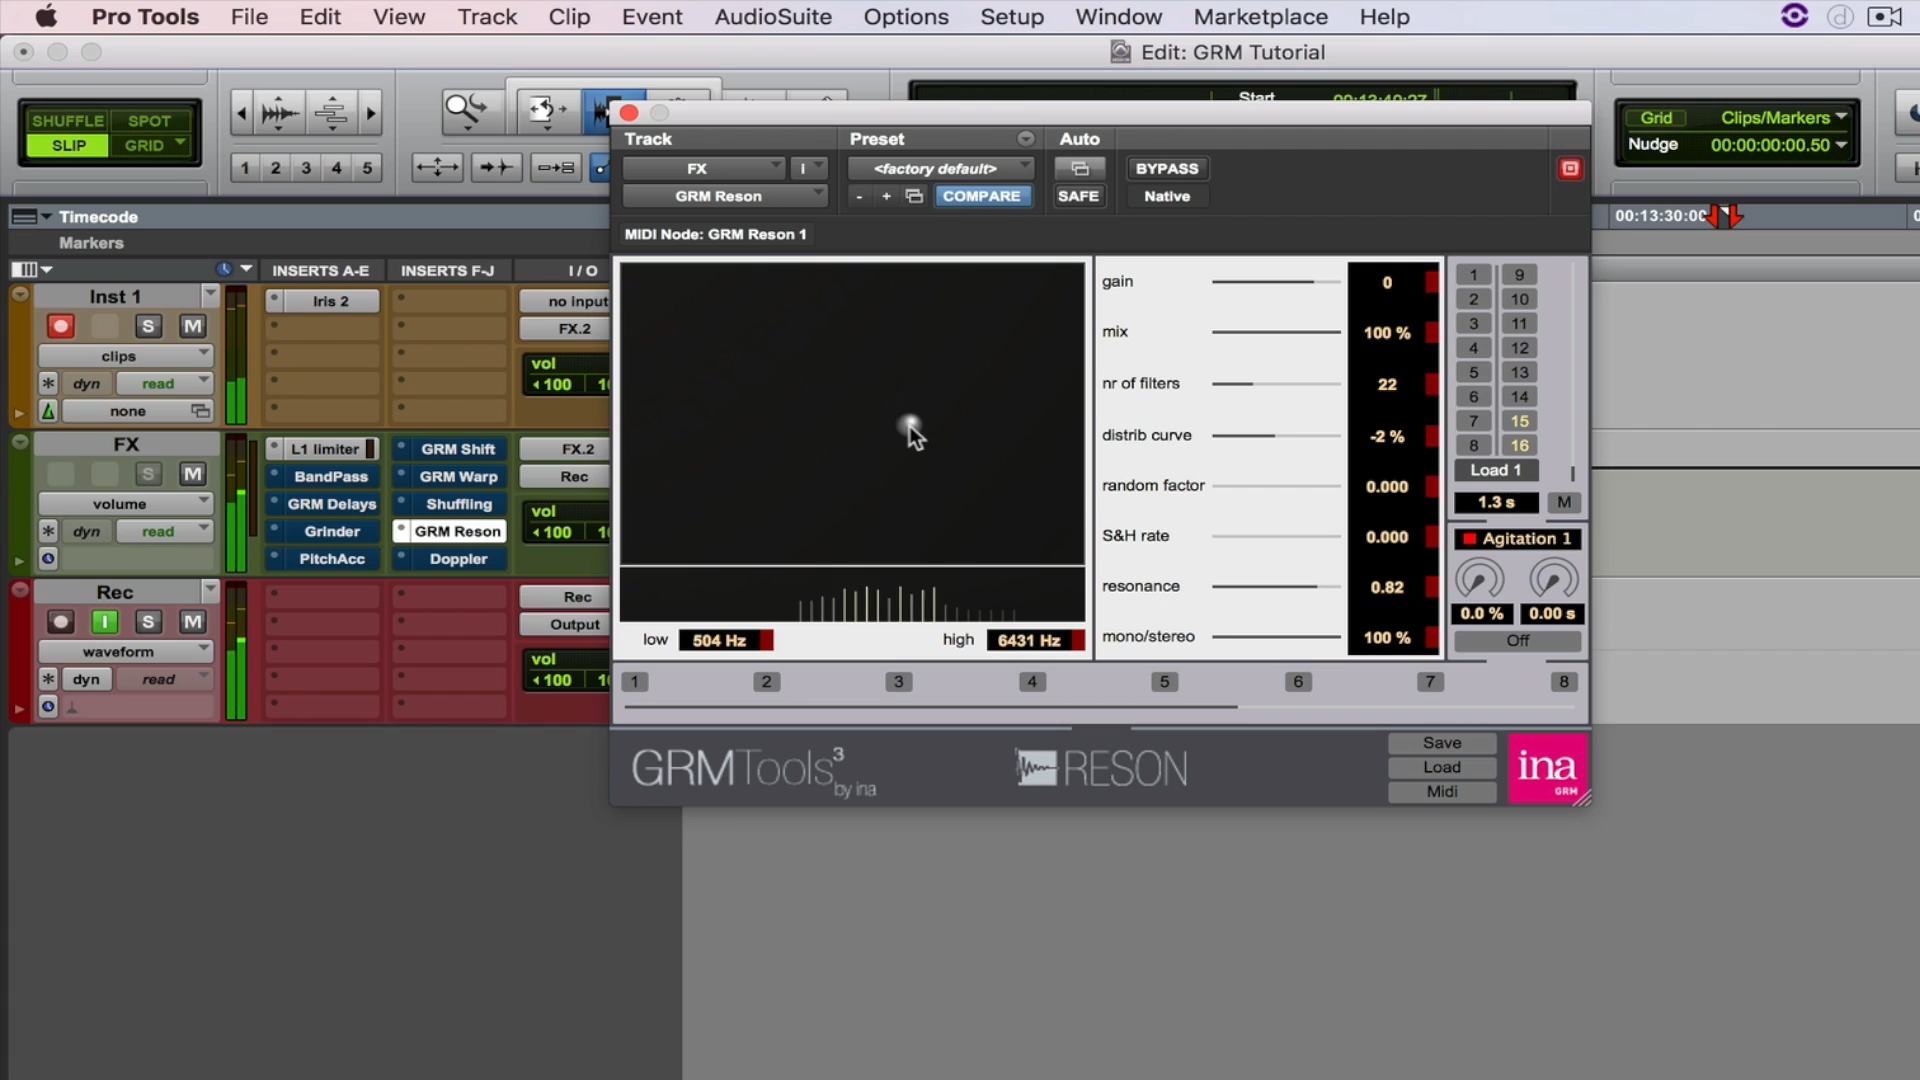 Pro Tools File Edit View Track Clip Event AudioSuite Options Setup Window Marketplace Help
Edit: GRM Tutorial
SHUFFLE SPOT
SLIP GRID
1 2 3 4 5
Grid Clips/Markers
Nudge 00:00:00:00.50
Track Preset Auto
FX i <factory default> BYPASS
GRM Reson - + COMPARE SAFE Native
MIDI Node: GRM Reson 1
Timecode
00:13:30:00
Markers
INSERTS A-E INSERTS F-J I / O
Inst 1
Iris 2
no input
S M
FX.2
clips
vol
100
dyn read
none
FX
L1 limiter GRM Shift FX.2
S M
BandPass GRM Warp Rec
volume
GRM Delays Shuffling
vol
dyn read
Grinder GRM Reson
100
PitchAcc Doppler
Rec
Rec
I S M
Output
waveform
vol
dyn read
100
gain 0
mix 100 %
nr of filters 22
distrib curve -2 %
random factor 0.000
S&H rate 0.000
resonance 0.82
mono/stereo 100 %
low 504 Hz high 6431 Hz
1 9
2 10
3 11
4 12
5 13
6 14
7 15
8 16
Load 1
1.3 s M
Agitation 1
0.0 % 0.00 s
Off
1 2 3 4 5 6 7 8
GRMTools3 by ina
RESON
Save
Load
Midi
ina
GRM